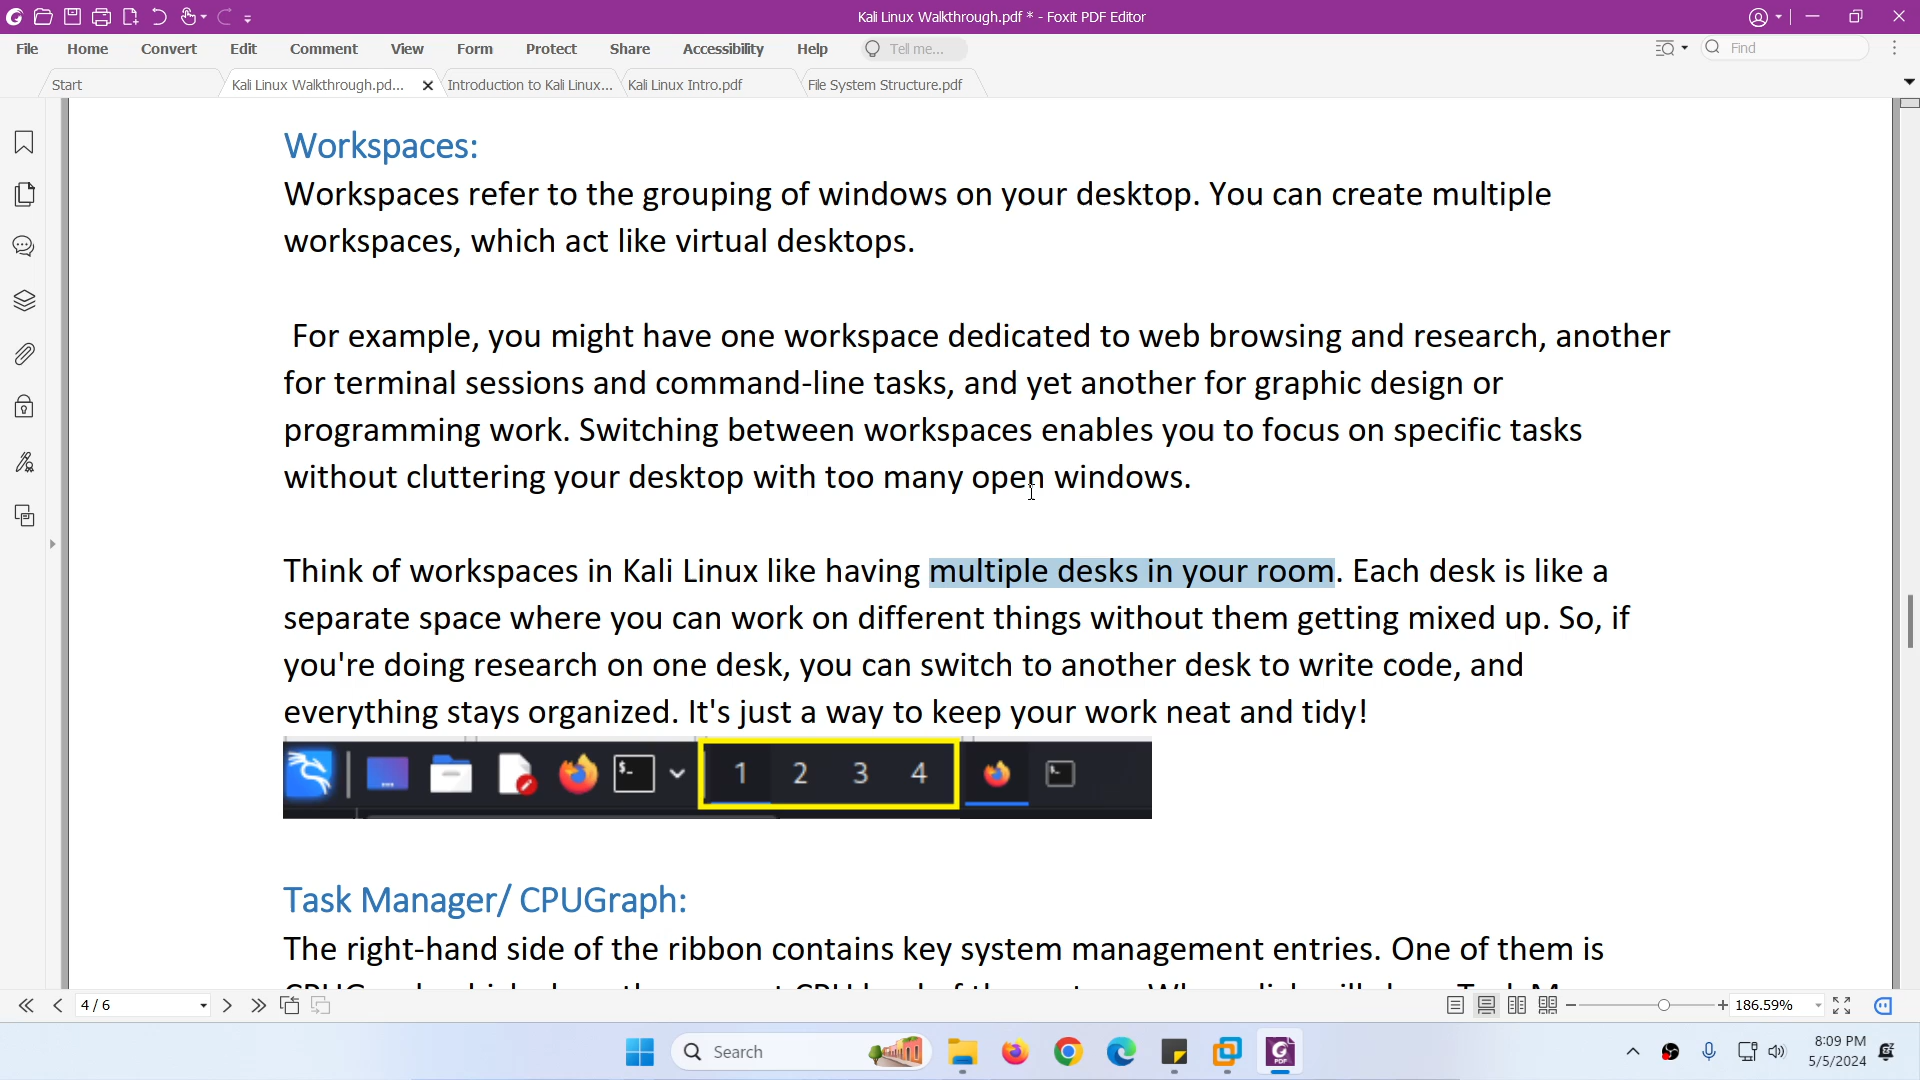 Kali Linux Walkthrough.pdf * - Foxit PDF Editor
File Home Convert Edit Comment View Form Protect Share Accessibility Help Tell me... Find
Start Kali Linux Walkthrough.pd... Introduction to Kali Linux... Kali Linux Intro.pdf File System Structure.pdf
Workspaces:
Workspaces refer to the grouping of windows on your desktop. You can create multiple
workspaces, which act like virtual desktops.
For example, you might have one workspace dedicated to web browsing and research, another
for terminal sessions and command-line tasks, and yet another for graphic design or
programming work. Switching between workspaces enables you to focus on specific tasks
without cluttering your desktop with too many open windows.
Think of workspaces in Kali Linux like having multiple desks in your room. Each desk is like a
separate space where you can work on different things without them getting mixed up. So, if
you're doing research on one desk, you can switch to another desk to write code, and
everything stays organized. It's just a way to keep your work neat and tidy!
1 2 3 4
Task Manager/ CPUGraph:
The right-hand side of the ribbon contains key system management entries. One of them is
4 / 6 186.59%
Search
8:09 PM
5/5/2024